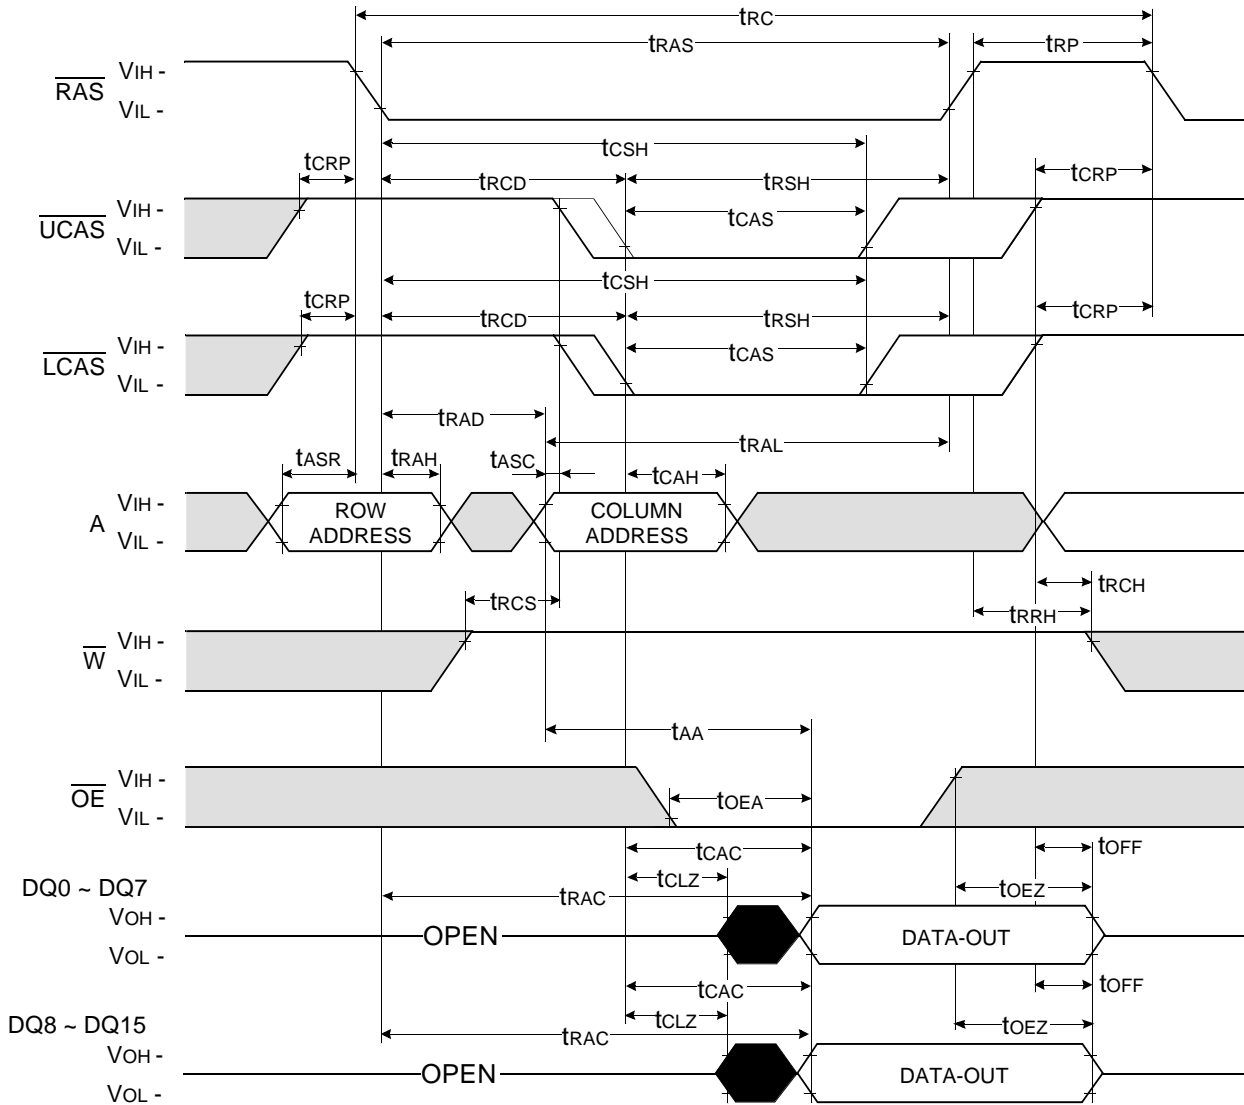 tRC
tRAS
tRP
RAS
VIH -
VIL -
tCSH
tCRP
tRCD
tRSH
tCRP
UCAS
VIH -
VIL -
tCAS
tCSH
tCRP
tRCD
tRSH
tCRP
LCAS
VIH -
VIL -
tCAS
tRAD
tRAL
tASR
tRAH
tASC
tCAH
A
VIH -
VIL -
ROW
ADDRESS
COLUMN
ADDRESS
tRCS
tRCH
tRRH
W
VIH -
VIL -
tAA
OE
VIH -
VIL -
tOEA
tCAC
tOFF
DQ0 ~ DQ7
tCLZ
tOEZ
tRAC
VOH -
VOL -
OPEN
DATA-OUT
tCAC
tOFF
DQ8 ~ DQ15
tCLZ
tOEZ
tRAC
VOH -
VOL -
OPEN
DATA-OUT